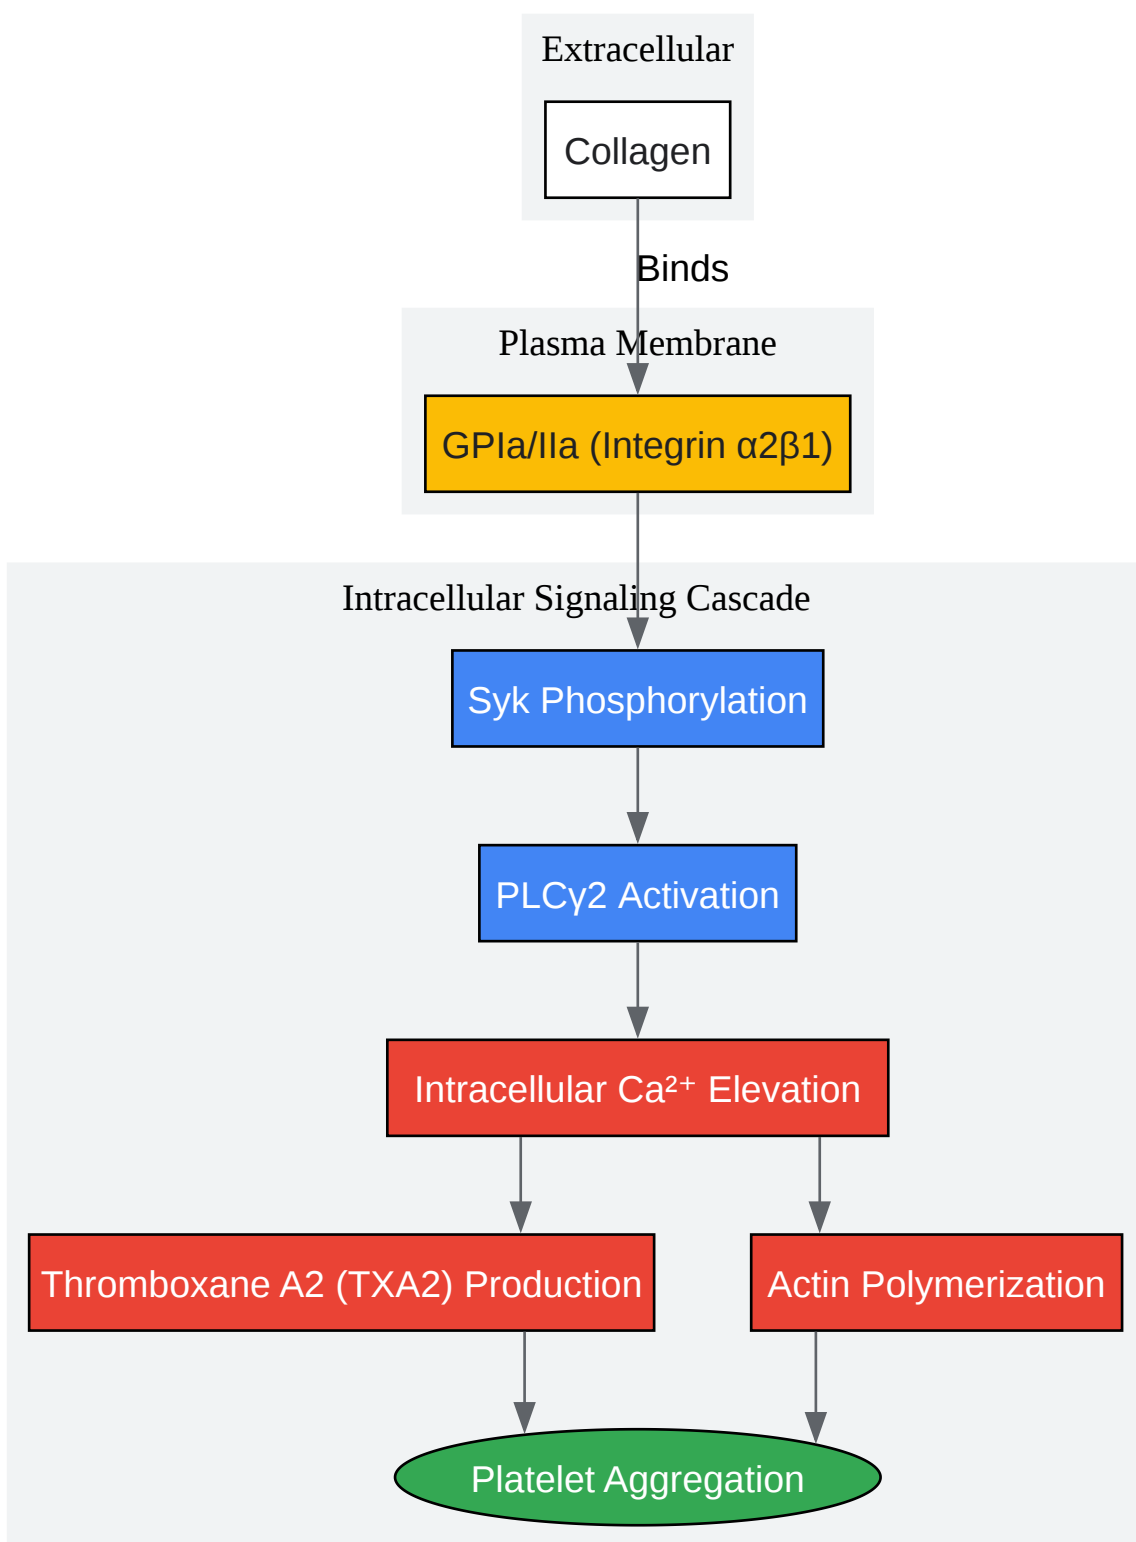 Extracellular
Collagen
Binds
Plasma Membrane
GPIa/IIa (Integrin α2β1)
Intracellular Signaling Cascade
Syk Phosphorylation
PLCγ2 Activation
Intracellular Ca²⁺ Elevation
Thromboxane A2 (TXA2) Production
Actin Polymerization
Platelet Aggregation